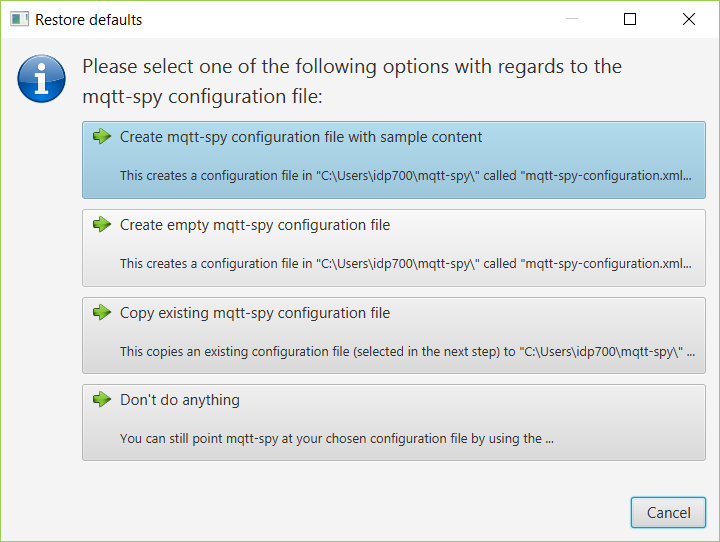 Restore defaults
Please select one of the following options with regards to the
mqtt-spy configuration file:
Create mqtt-spy configuration file with sample content
This creates a configuration file in "C:\Users\idp700\mqtt-spy\" called "mqtt-spy-configuration.xml...
Create empty mqtt-spy configuration file
This creates a configuration file in "C:\Users\idp700\mqtt-spy\" called "mqtt-spy-configuration.xml...
Copy existing mqtt-spy configuration file
This copies an existing configuration file (selected in the next step) to "C:\Users\idp700\mqtt-spy\" ...
Don't do anything
You can still point mqtt-spy at your chosen configuration file by using the ...
Cancel